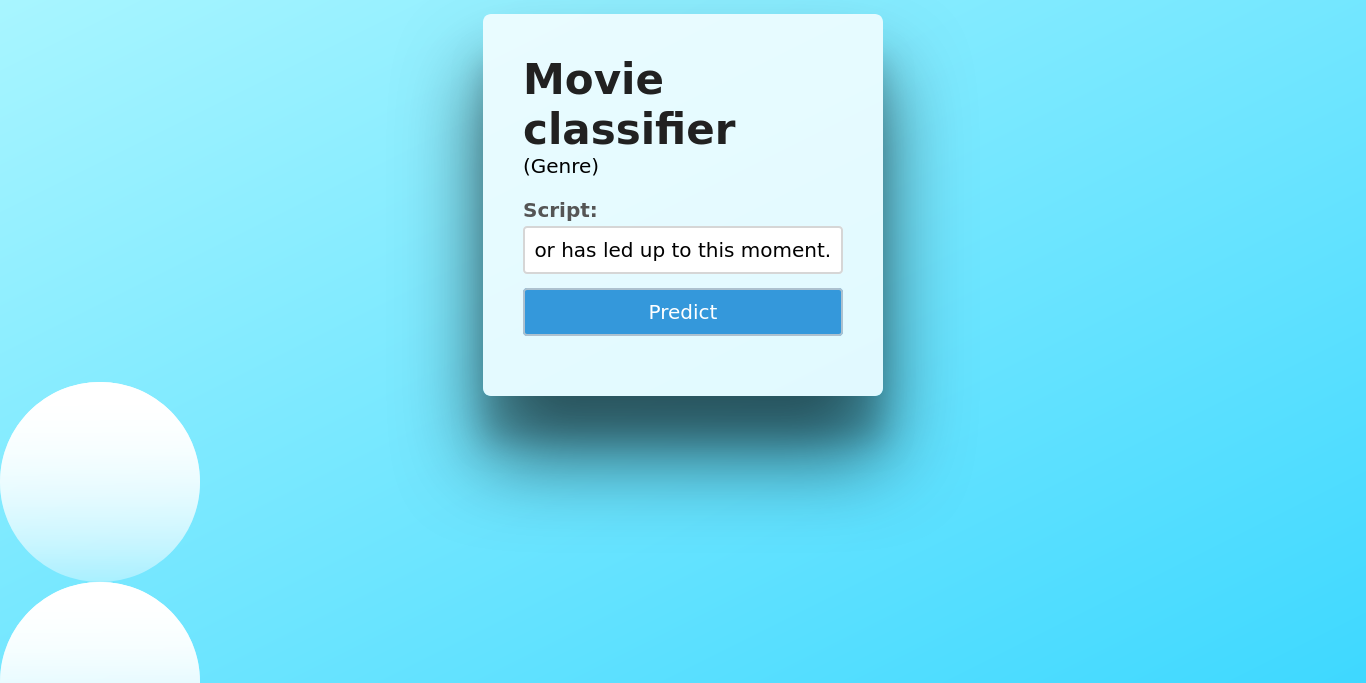 Movie
classifier
(Genre)
Script:
or has led up to this moment.
Predict